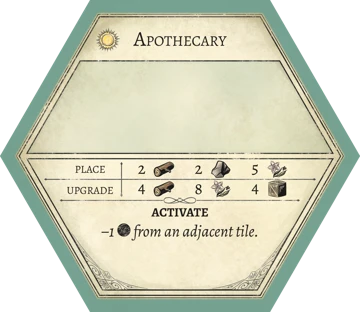 APOTHECARY
PLACE 2 2 5
UPGRADE 4 8 4
ACTIVATE
–1 from an adjacent tile.